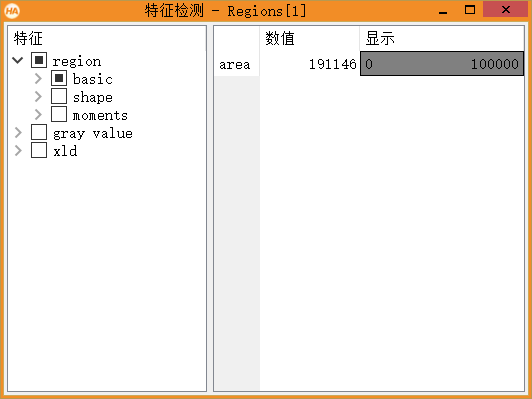 HA 特征检测 - Regions[1]
特征
region
basic
shape
moments
gray value
xld
数值 显示
area 191146 0 100000